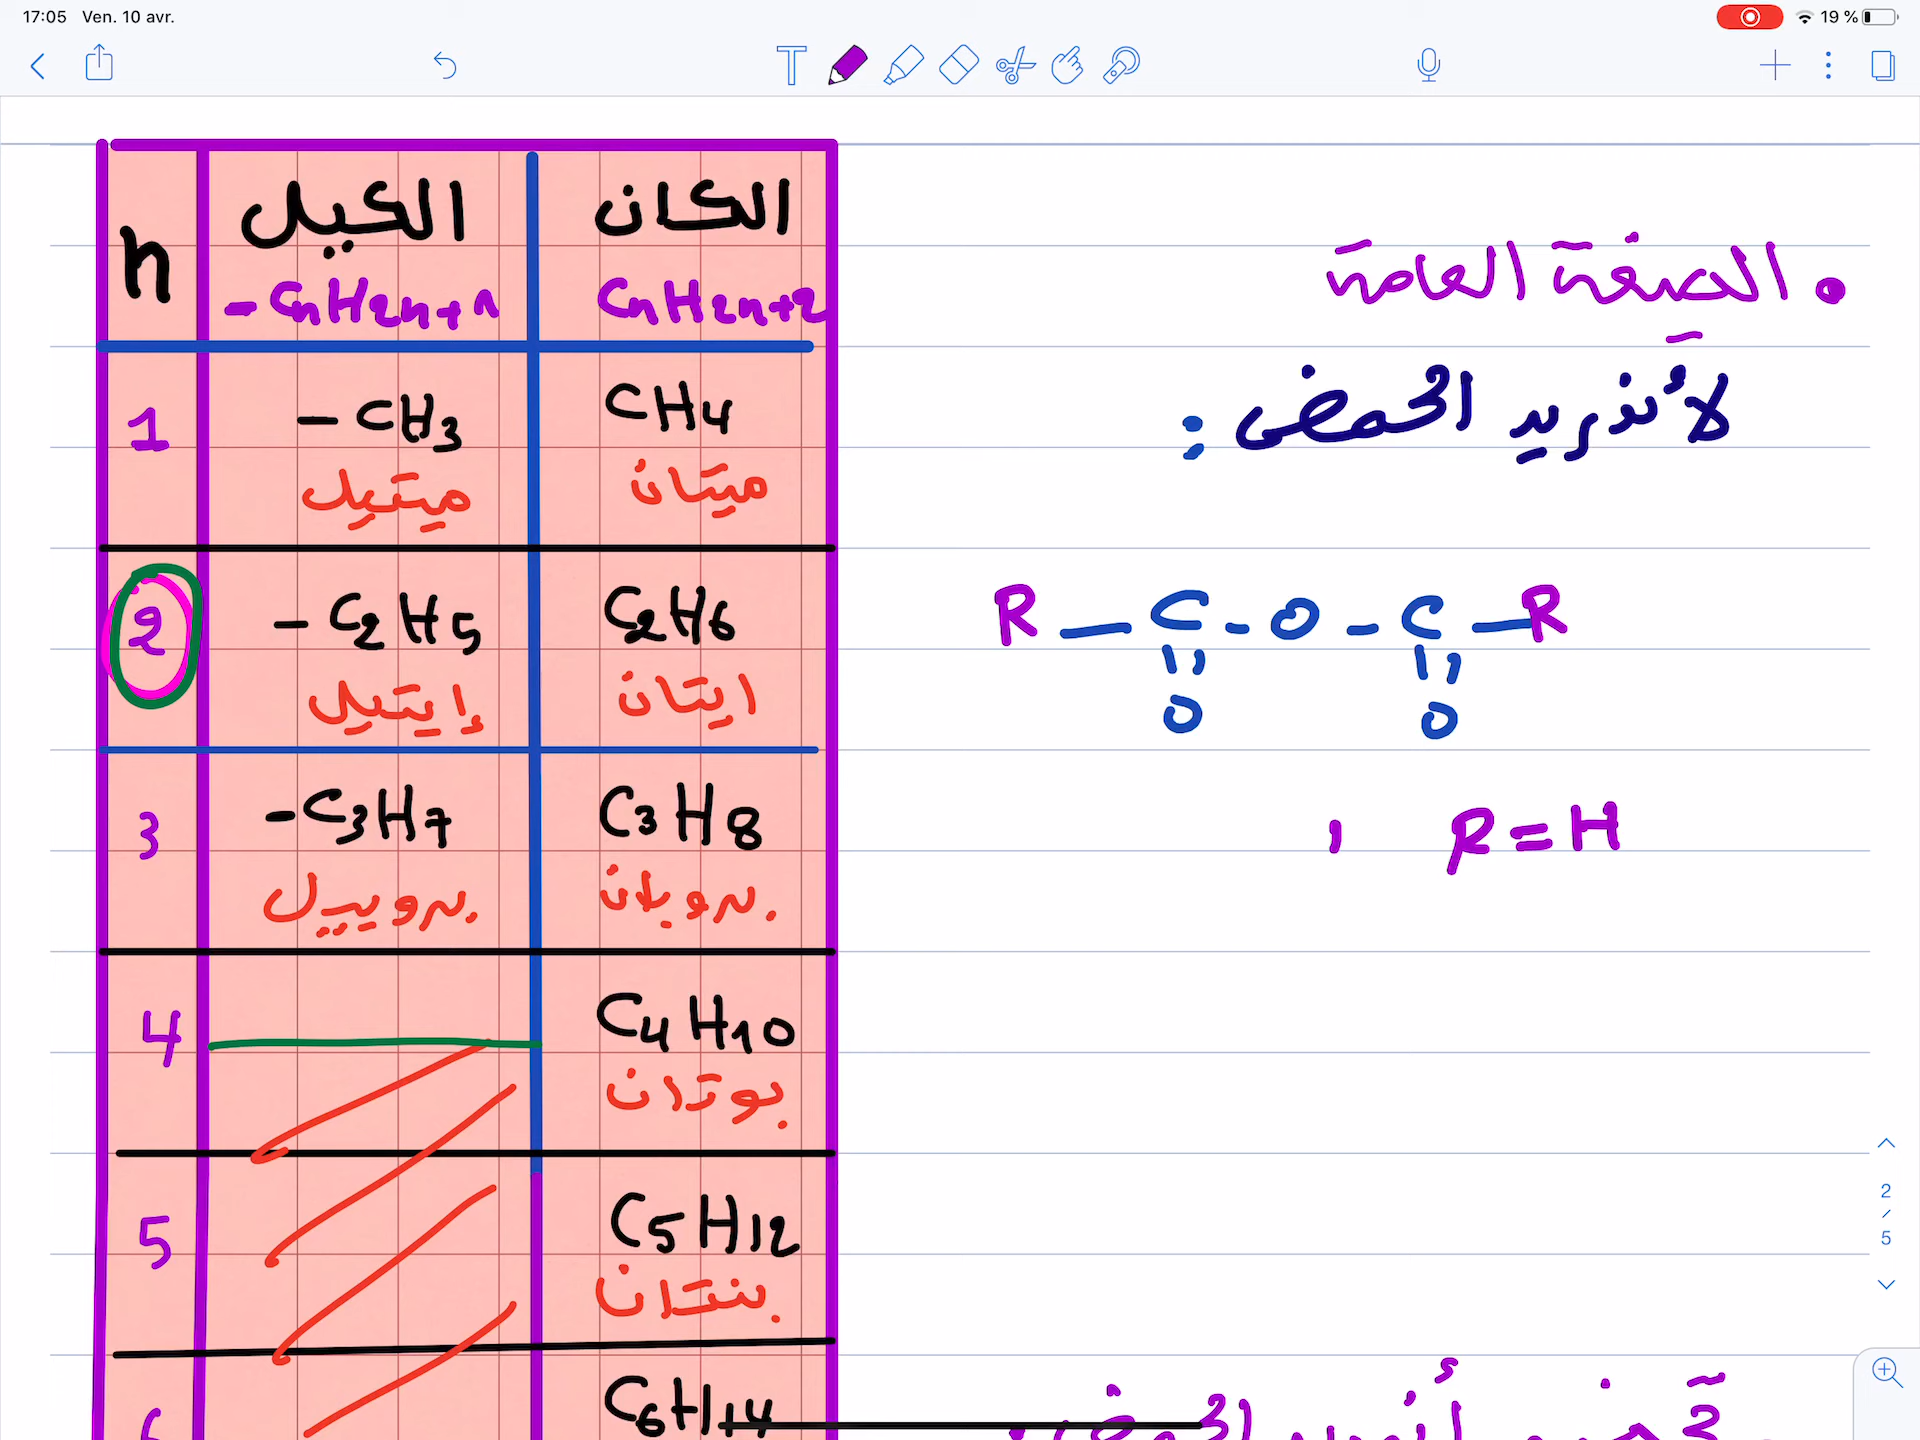 17:05 Ven. 10 avr.
19 %
n
الكيل
الكان
- CnH2n+1
CnH2n+2
1
- CH3
CH4
ميتيل
ميتان
2
- C2H5
C2H6
إيتيل
ايتان
3
- C3H7
C3H8
بروبيل
بروبان
4
C4H10
بوتان
5
C5H12
بنتان
6
C6H14
• الصيغة العامة
لأندريد الحمض :
R - C - O - C - R
O O
, R = H
2
5